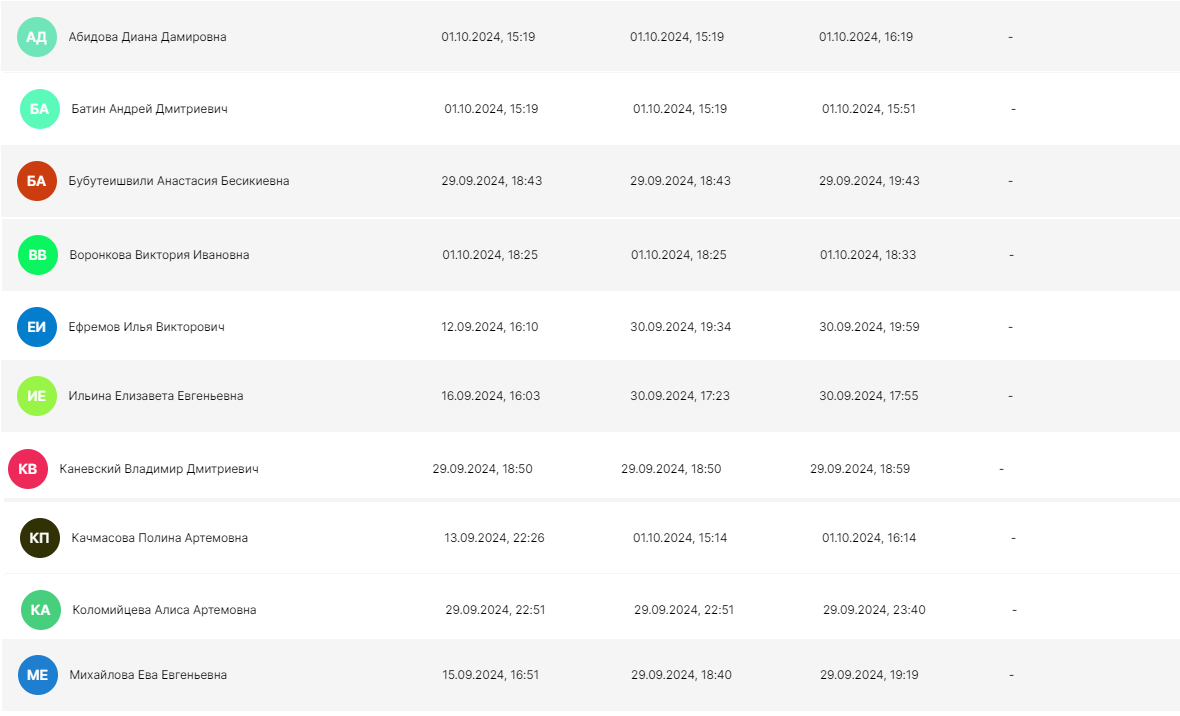 АД Абидова Диана Дамировна 01.10.2024, 15:19 01.10.2024, 15:19 01.10.2024, 16:19 -
БА Батин Андрей Дмитриевич 01.10.2024, 15:19 01.10.2024, 15:19 01.10.2024, 15:51 -
БА Бубутеишвили Анастасия Бесикиевна 29.09.2024, 18:43 29.09.2024, 18:43 29.09.2024, 19:43 -
ВВ Воронкова Виктория Ивановна 01.10.2024, 18:25 01.10.2024, 18:25 01.10.2024, 18:33 -
ЕИ Ефремов Илья Викторович 12.09.2024, 16:10 30.09.2024, 19:34 30.09.2024, 19:59 -
ИЕ Ильина Елизавета Евгеньевна 16.09.2024, 16:03 30.09.2024, 17:23 30.09.2024, 17:55 -
КВ Каневский Владимир Дмитриевич 29.09.2024, 18:50 29.09.2024, 18:50 29.09.2024, 18:59 -
КП Качмасова Полина Артемовна 13.09.2024, 22:26 01.10.2024, 15:14 01.10.2024, 16:14 -
КА Коломийцева Алиса Артемовна 29.09.2024, 22:51 29.09.2024, 22:51 29.09.2024, 23:40 -
МЕ Михайлова Ева Евгеньевна 15.09.2024, 16:51 29.09.2024, 18:40 29.09.2024, 19:19 -